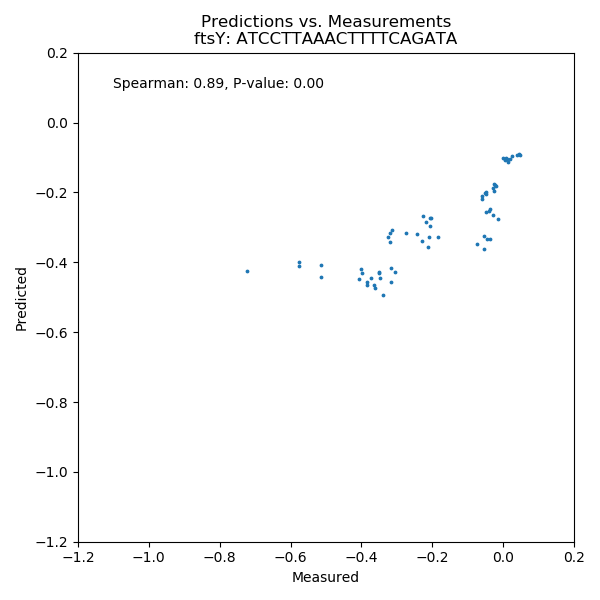 Predictions vs. Measurements
ftsY: ATCCTTAAACTTTTCAGATA
Spearman: 0.89, P-value: 0.00
0.2
0.0
−0.2
−0.4
−0.6
−0.8
−1.0
−1.2
Predicted
−1.2 −1.0 −0.8 −0.6 −0.4 −0.2 0.0 0.2
Measured